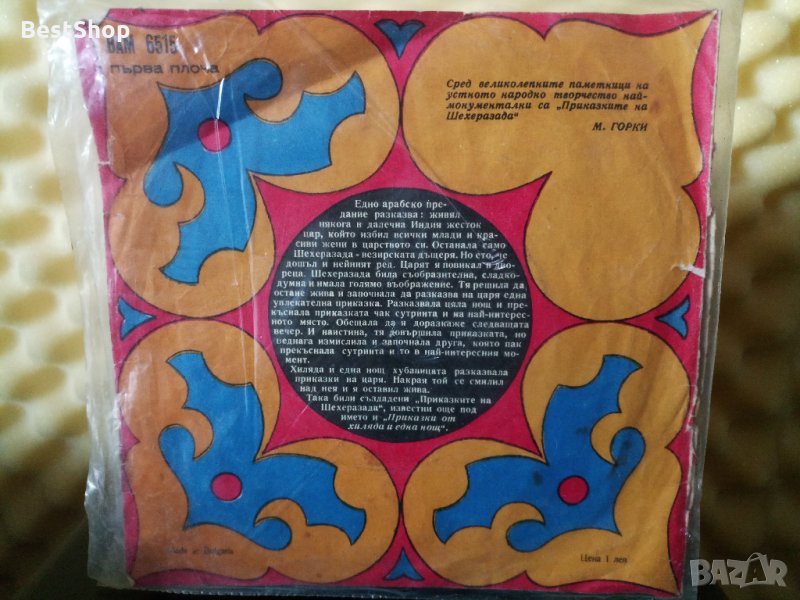 BestShop
ВАМ 6515
първа плоча
Сред великолепните паметници на
устното народно творчество най-
монументални са „Приказките на
Шехеразада“
М. ГОРКИ
Едно арабско пре-
дание разказва: живял
някога в далечна Индия жесток
цар, който избил всички млади и кра-
сиви жени в царството си. Останала само
Шехеразада - везирската дъщеря. Но сто, че
дошъл и нейният ред. Царят я повикал в дво-
реца. Шехеразада била съобразителна, сладко-
думна и имала голямо въображение. Тя решила да
остане жива и започнала да разказва на царя една
увлекателна приказка. Разказвала цяла нощ и пре-
къснала приказката чак сутринта и на най-интерес-
ното място. Обещала да я доразкаже следващата
вечер. И наистина, тя довършила приказката, но
веднага измислила и започнала друга, която пак
прекъснала сутринта и то в най-интересния мо-
мент.
Хиляда и една нощ хубавицата разказвала
приказки на царя. Накрая той се смилил
над нея и я оставил жива.
Така били създадени „Приказките на
Шехеразада“, известни още под
името и „Приказки от
хиляда и една нощ“.
Made in Bulgaria
Цена 1 лев
BAZAR